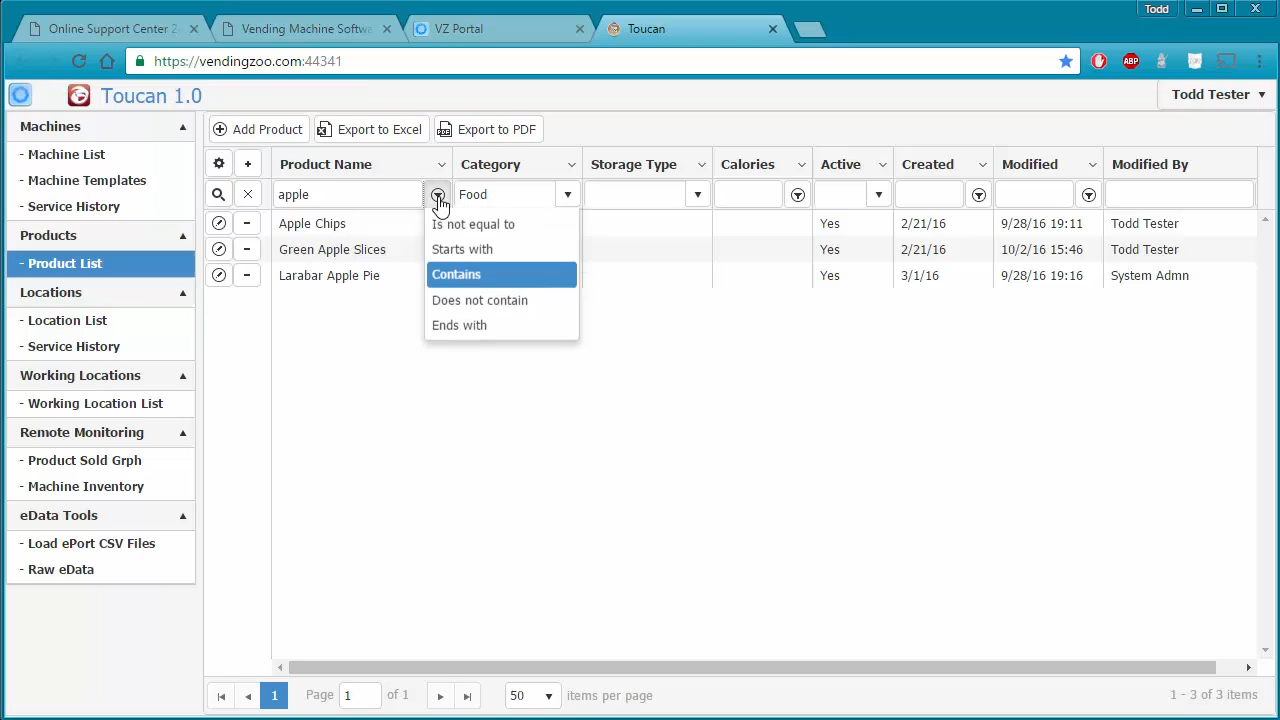 Todd
Online Support Center 2
Vending Machine Softw
VZ Portal
Toucan
https://vendingzoo.com:44341
ABP
Toucan 1.0
Todd Tester
Machines
- Machine List
- Machine Templates
- Service History
Products
- Product List
Locations
- Location List
- Service History
Working Locations
- Working Location List
Remote Monitoring
- Product Sold Grph
- Machine Inventory
eData Tools
- Load ePort CSV Files
- Raw eData
Add Product Export to Excel Export to PDF
Product Name Category Storage Type Calories Active Created Modified Modified By
apple Food
Apple Chips Yes 2/21/16 9/28/16 19:11 Todd Tester
Green Apple Slices Yes 2/21/16 10/2/16 15:46 Todd Tester
Larabar Apple Pie Yes 3/1/16 9/28/16 19:16 System Admn
Is not equal to
Starts with
Contains
Does not contain
Ends with
1 Page 1 of 1 50 items per page 1 - 3 of 3 items